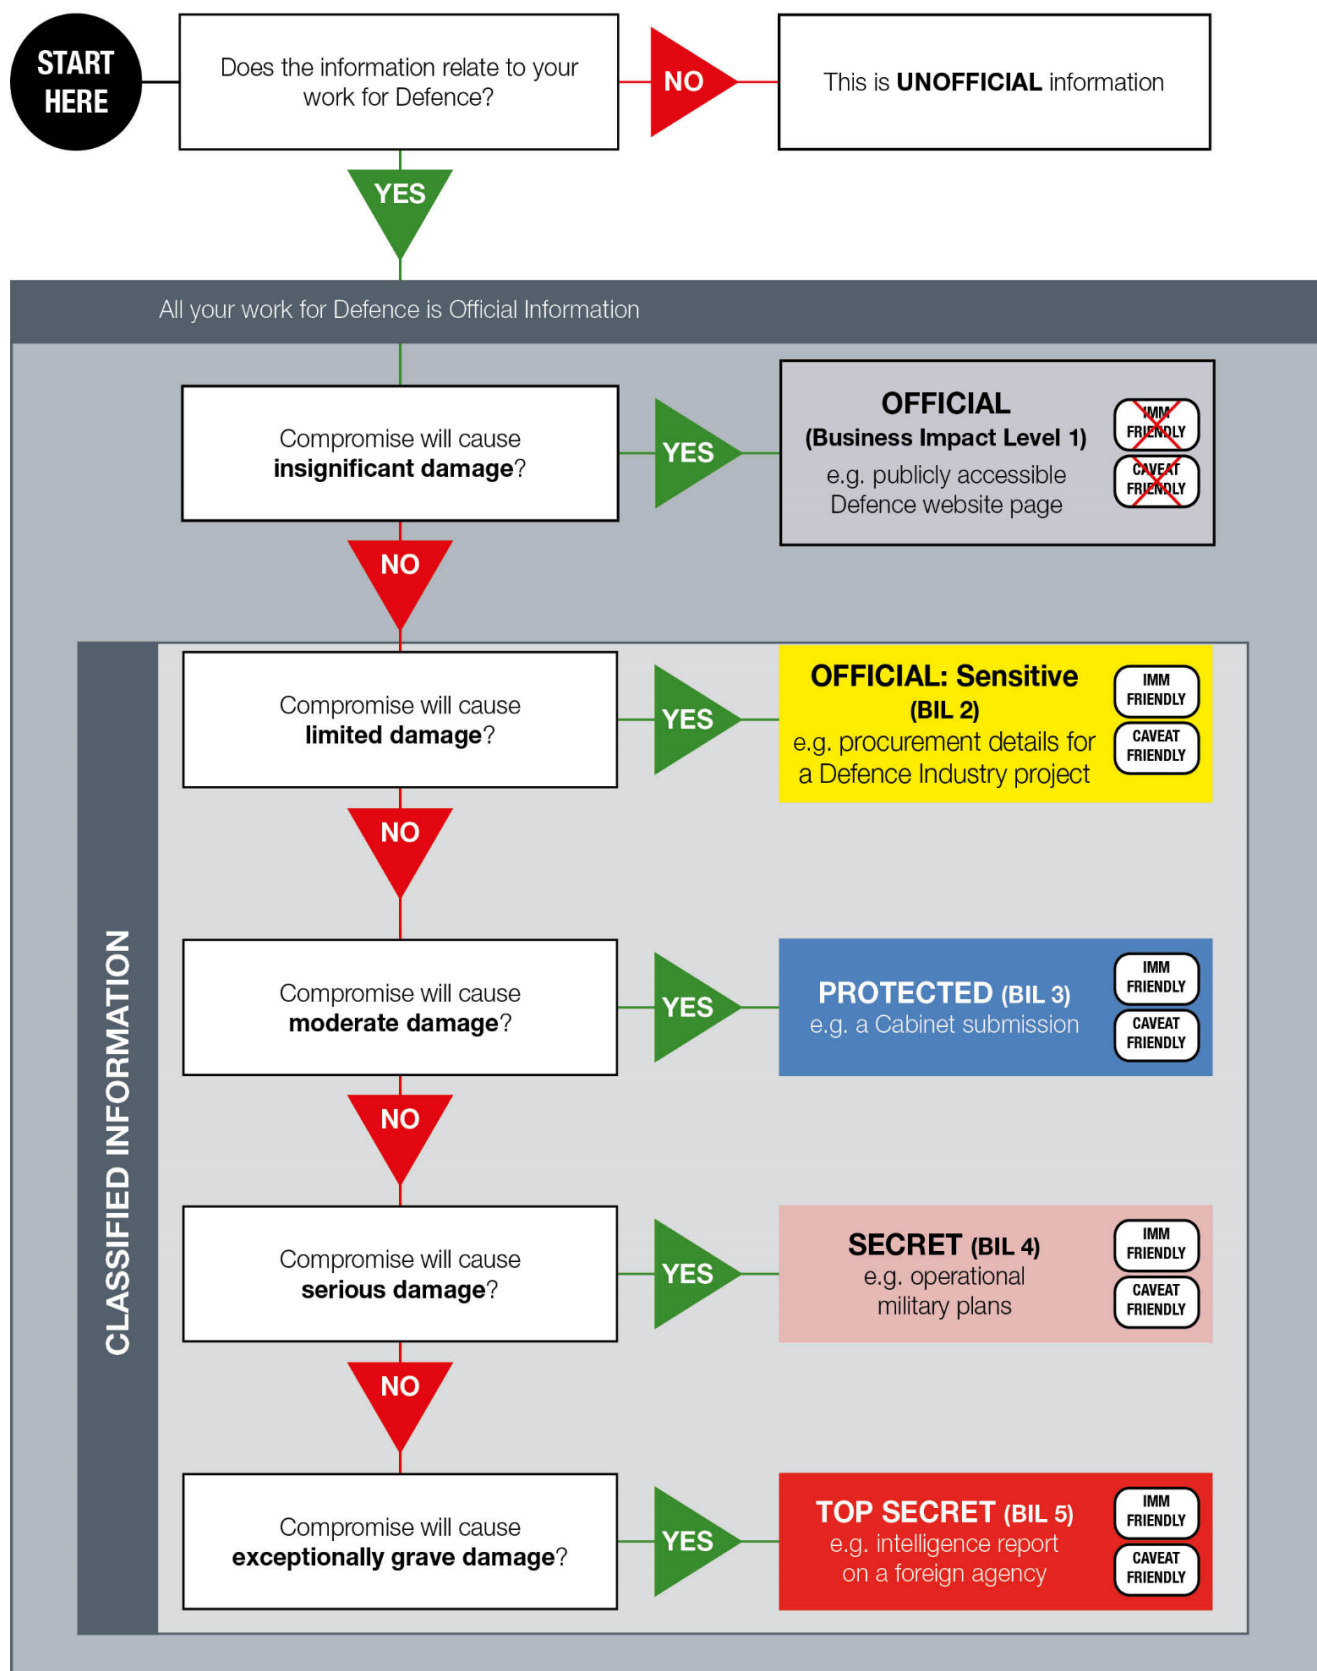 START
HERE
Does the information relate to your
work for Defence?
NO
This is UNOFFICIAL information
YES
All your work for Defence is Official Information
Compromise will cause
insignificant damage?
YES
OFFICIAL
(Business Impact Level 1)
e.g. publicly accessible
Defence website page
IMM
FRIENDLY
CAVEAT
FRIENDLY
NO
CLASSIFIED INFORMATION
Compromise will cause
limited damage?
YES
OFFICIAL: Sensitive
(BIL 2)
e.g. procurement details for
a Defence Industry project
IMM
FRIENDLY
CAVEAT
FRIENDLY
NO
Compromise will cause
moderate damage?
YES
PROTECTED (BIL 3)
e.g. a Cabinet submission
IMM
FRIENDLY
CAVEAT
FRIENDLY
NO
Compromise will cause
serious damage?
YES
SECRET (BIL 4)
e.g. operational
military plans
IMM
FRIENDLY
CAVEAT
FRIENDLY
NO
Compromise will cause
exceptionally grave damage?
YES
TOP SECRET (BIL 5)
e.g. intelligence report
on a foreign agency
IMM
FRIENDLY
CAVEAT
FRIENDLY